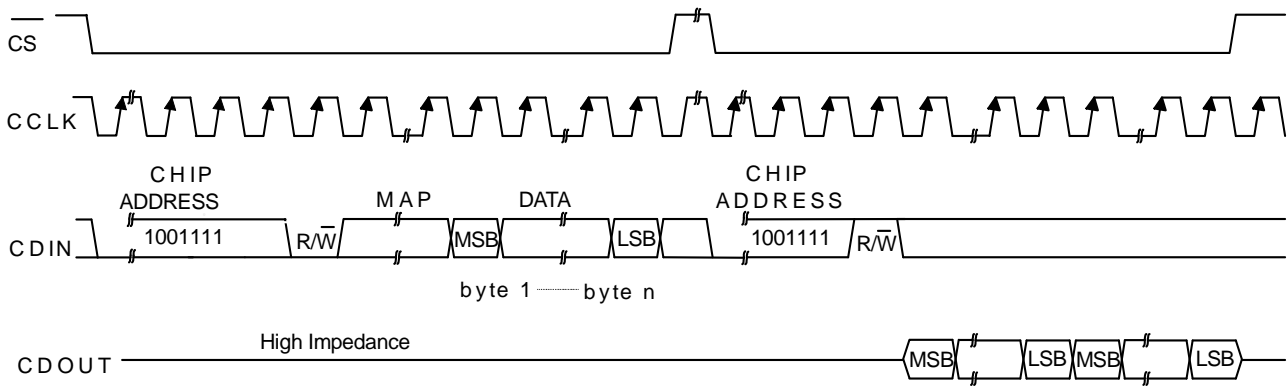 CS
CCLK
CHIP ADDRESS
MAP
DATA
CHIP ADDRESS
CDIN
1001111
R/W
MSB
LSB
1001111
R/W
byte 1 ........ byte n
High Impedance
CDOUT
MSB
LSB
MSB
LSB